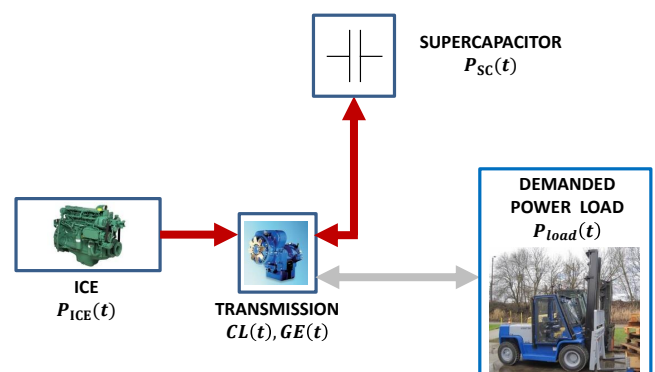 SUPERCAPACITOR
P_SC(t)
DEMANDED
POWER LOAD
P_load(t)
ICE
P_ICE(t)
TRANSMISSION
CL(t), GE(t)